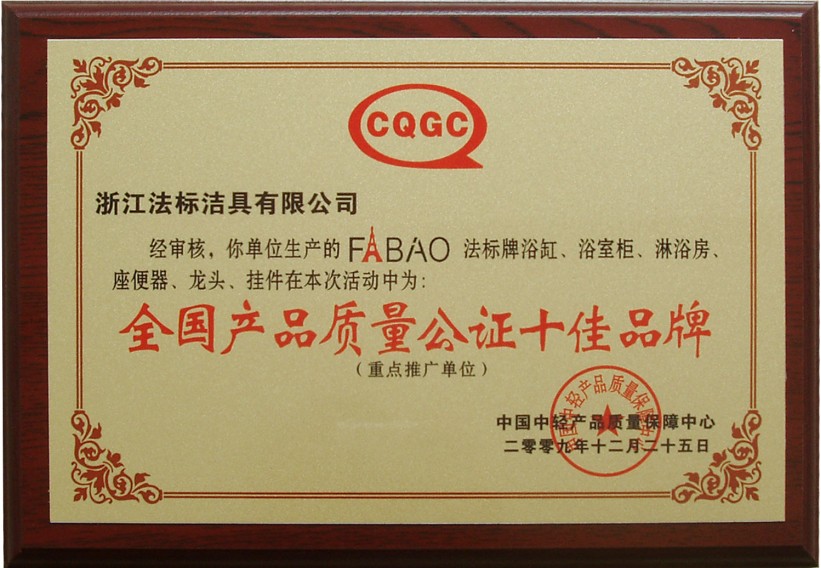 CQGC
浙江法标洁具有限公司
经审核，你单位生产的 FABAO 法标牌浴缸、浴室柜、淋浴房、
座便器、龙头、挂件在本次活动中为：
全国产品质量公证十佳品牌
（重点推广单位）
中国中轻产品质量保障中心
二零零九年十二月二十五日
中国中轻产品质量保障中心